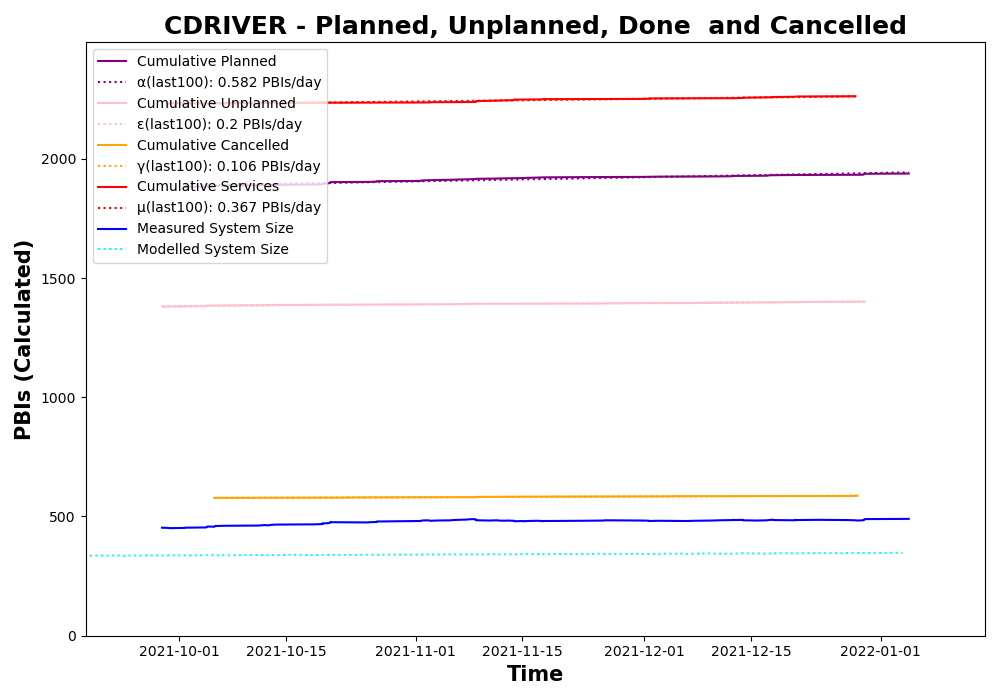 CDRIVER - Planned, Unplanned, Done  and Cancelled
Cumulative Planned
α(last100): 0.582 PBIs/day
Cumulative Unplanned
ε(last100): 0.2 PBIs/day
Cumulative Cancelled
γ(last100): 0.106 PBIs/day
Cumulative Services
μ(last100): 0.367 PBIs/day
Measured System Size
Modelled System Size
PBIs (Calculated)
2000
1500
1000
500
0
2021-10-01
2021-10-15
2021-11-01
2021-11-15
2021-12-01
2021-12-15
2022-01-01
Time